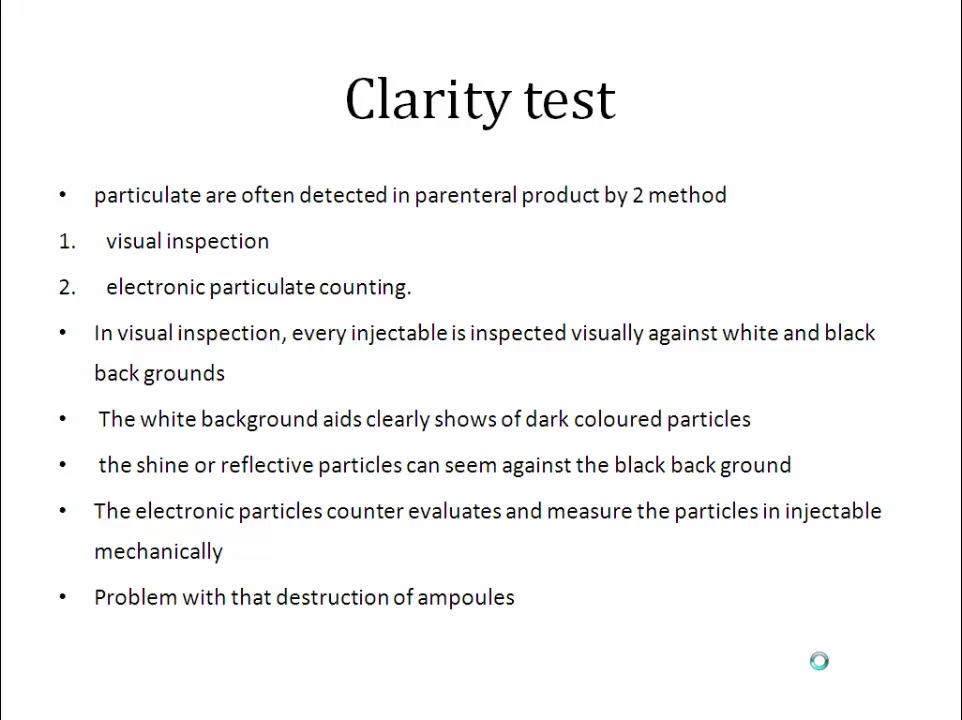 Clarity test
• particulate are often detected in parenteral product by 2 method
1. visual inspection
2. electronic particulate counting.
• In visual inspection, every injectable is inspected visually against white and black
back grounds
• The white background aids clearly shows of dark coloured particles
• the shine or reflective particles can seem against the black back ground
• The electronic particles counter evaluates and measure the particles in injectable
mechanically
• Problem with that destruction of ampoules